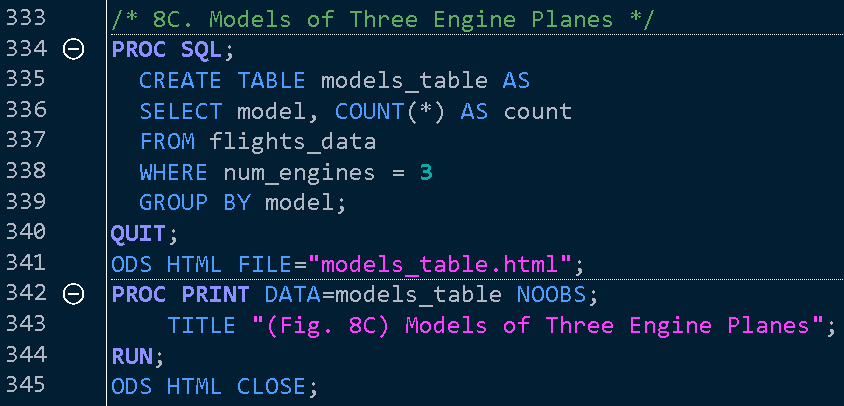 333 /* 8C. Models of Three Engine Planes */
334 PROC SQL;
335 CREATE TABLE models_table AS
336 SELECT model, COUNT(*) AS count
337 FROM flights_data
338 WHERE num_engines = 3
339 GROUP BY model;
340 QUIT;
341 ODS HTML FILE="models_table.html";
342 PROC PRINT DATA=models_table NOOBS;
343 TITLE "(Fig. 8C) Models of Three Engine Planes";
344 RUN;
345 ODS HTML CLOSE;